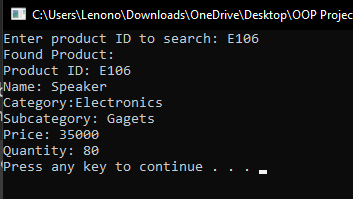 C:\Users\Lenono\Downloads\OneDrive\Desktop\OOP Projec
Enter product ID to search: E106
Found Product:
Product ID: E106
Name: Speaker
Category:Electronics
Subcategory: Gagets
Price: 35000
Quantity: 80
Press any key to continue . . .